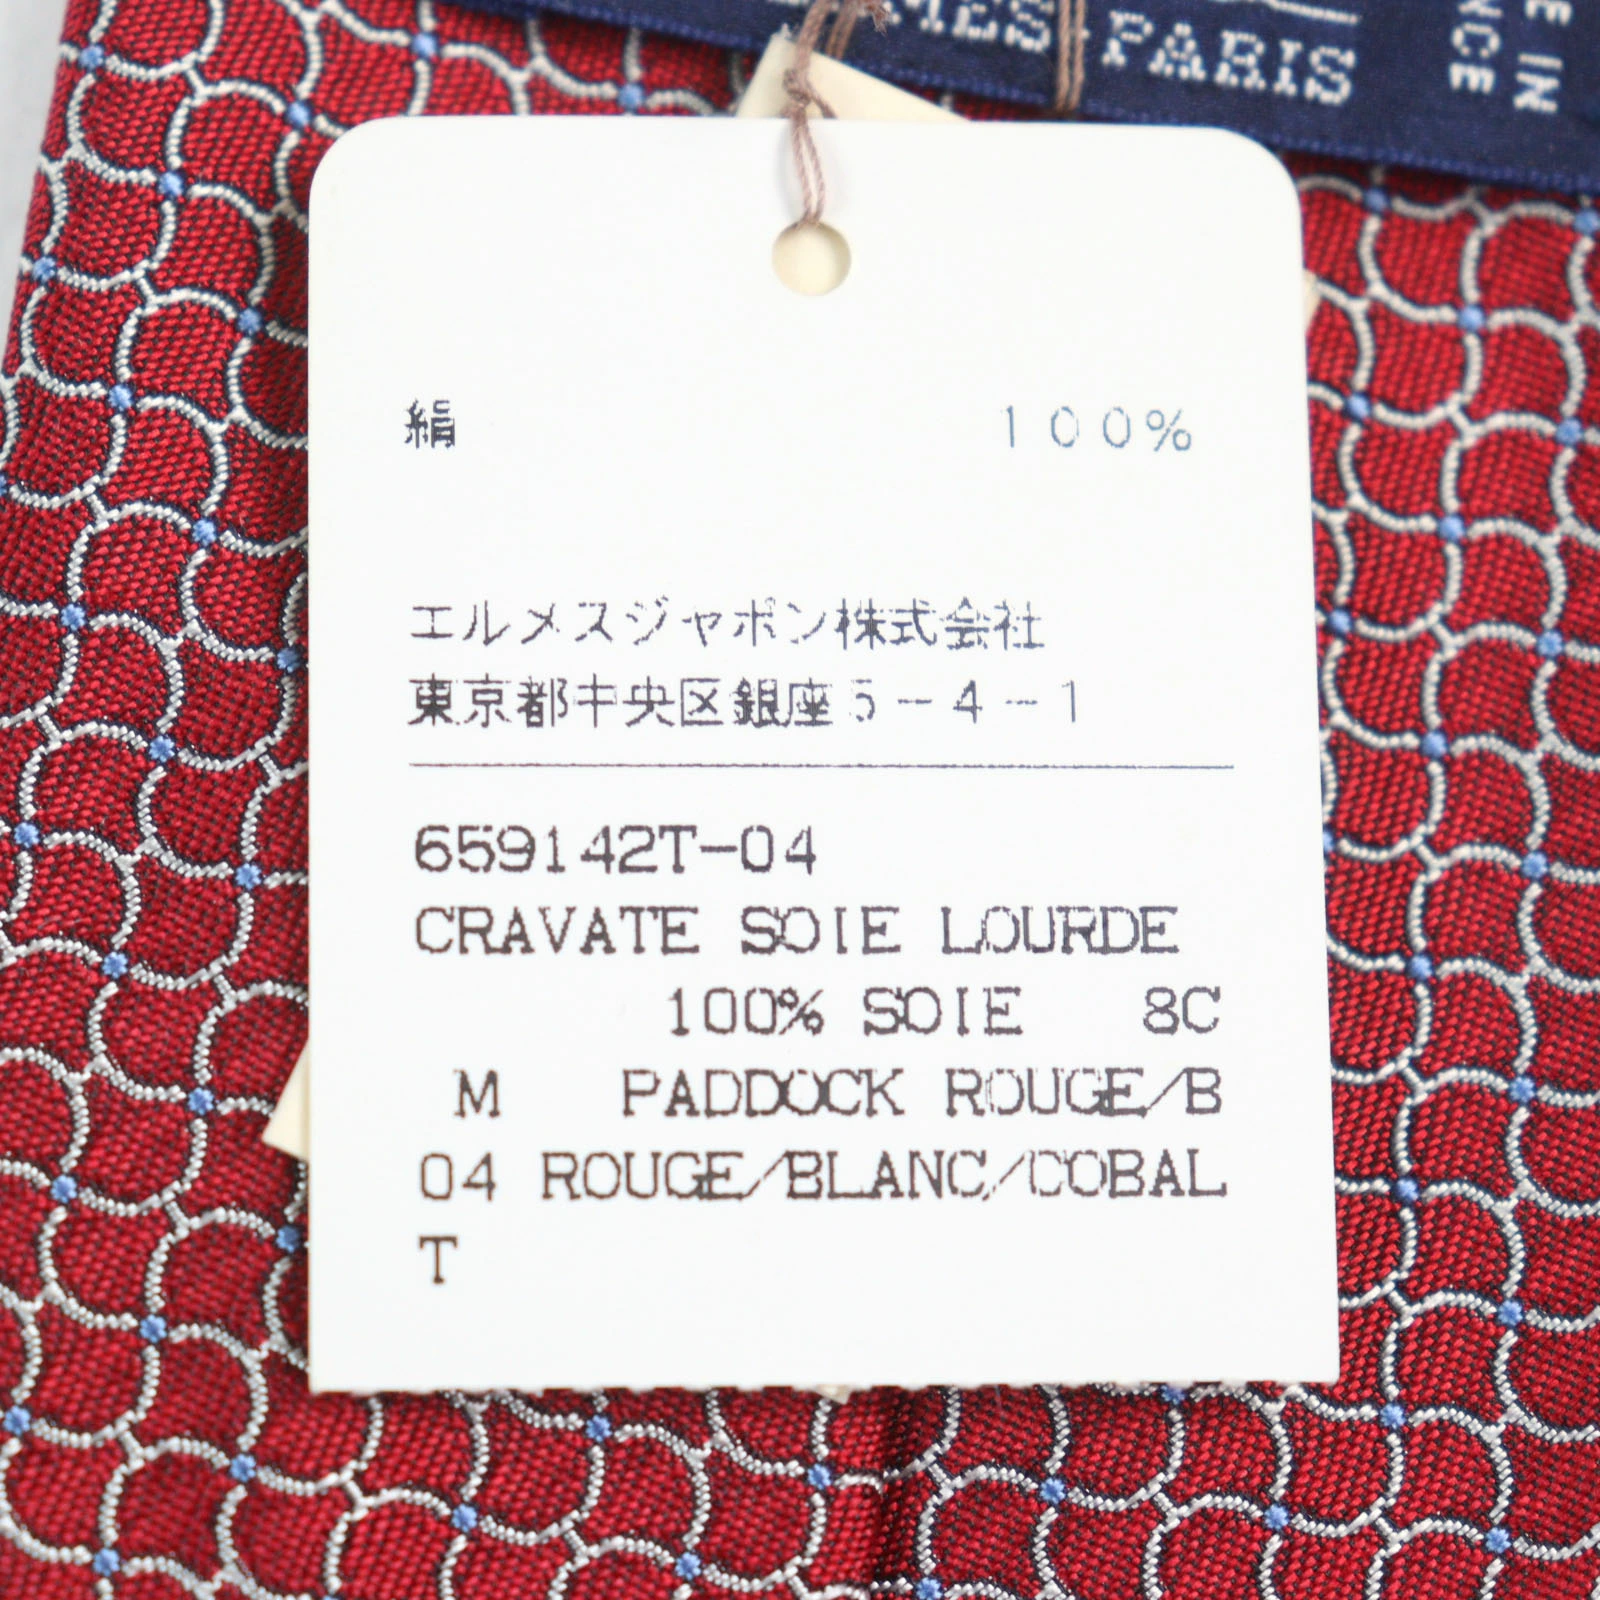 PARIS
絹 100%
エルメスジャポン株式会社
東京都中央区銀座5-4-1
659142T-04
CRAVATE SOIE LOURDE
100% SOIE 8C
M PADDOCK ROUGE/B
04 ROUGE/BLANC/COBAL
T